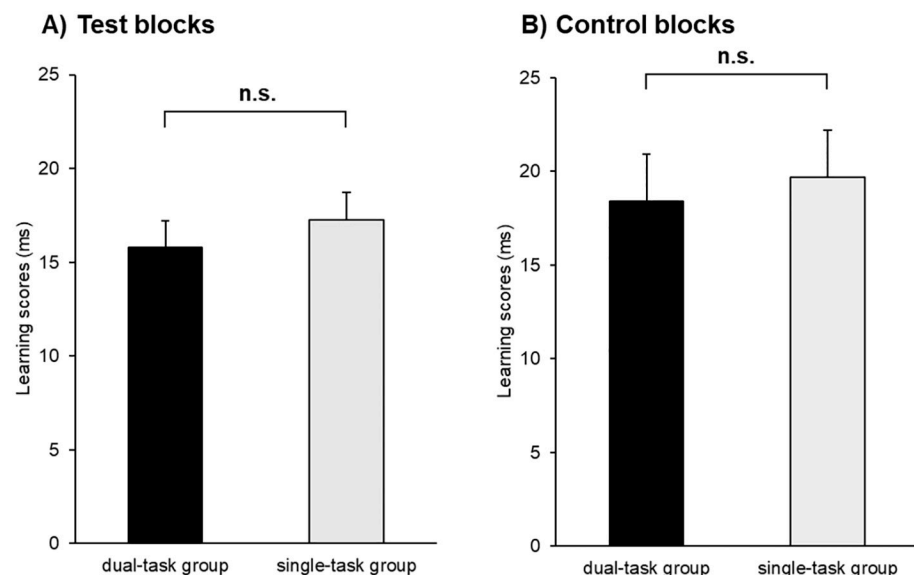 A) Test blocks
n.s.
25
20
15
10
5
0
Learning scores (ms)
dual-task group
single-task group
B) Control blocks
n.s.
25
20
15
10
5
0
Learning scores (ms)
dual-task group
single-task group